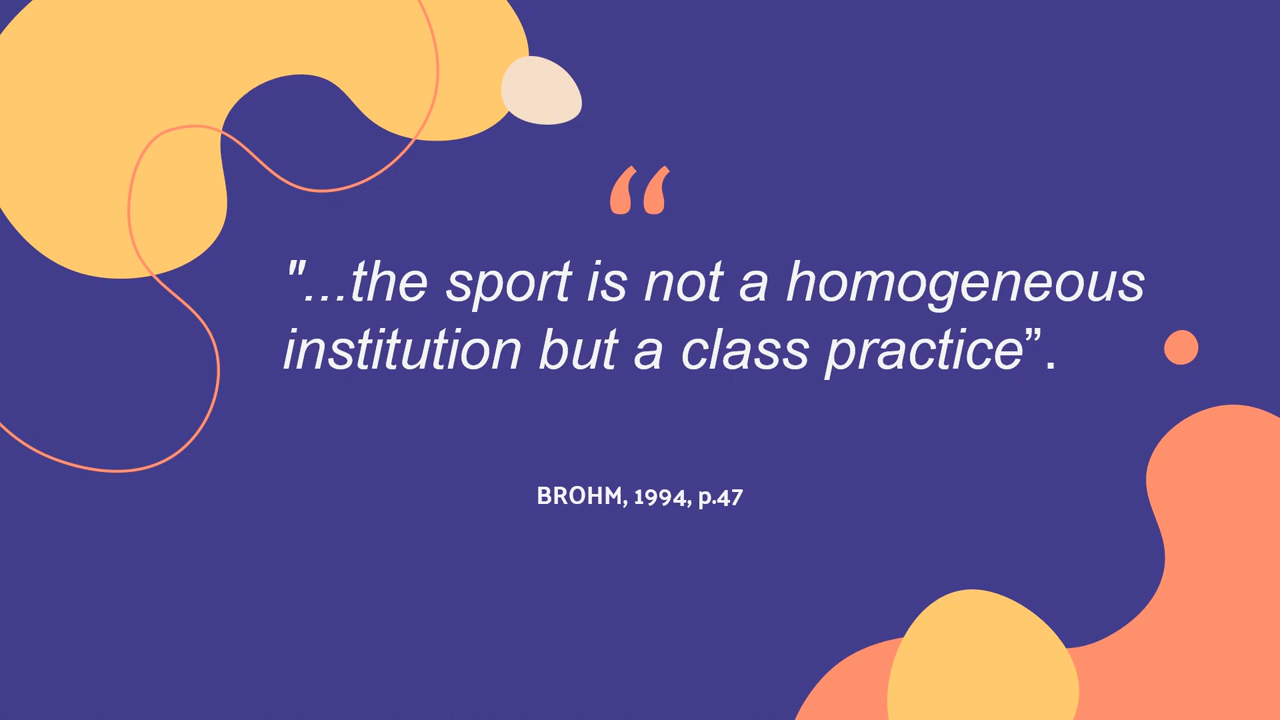 “
"...the sport is not a homogeneous
institution but a class practice”.
BROHM, 1994, p.47